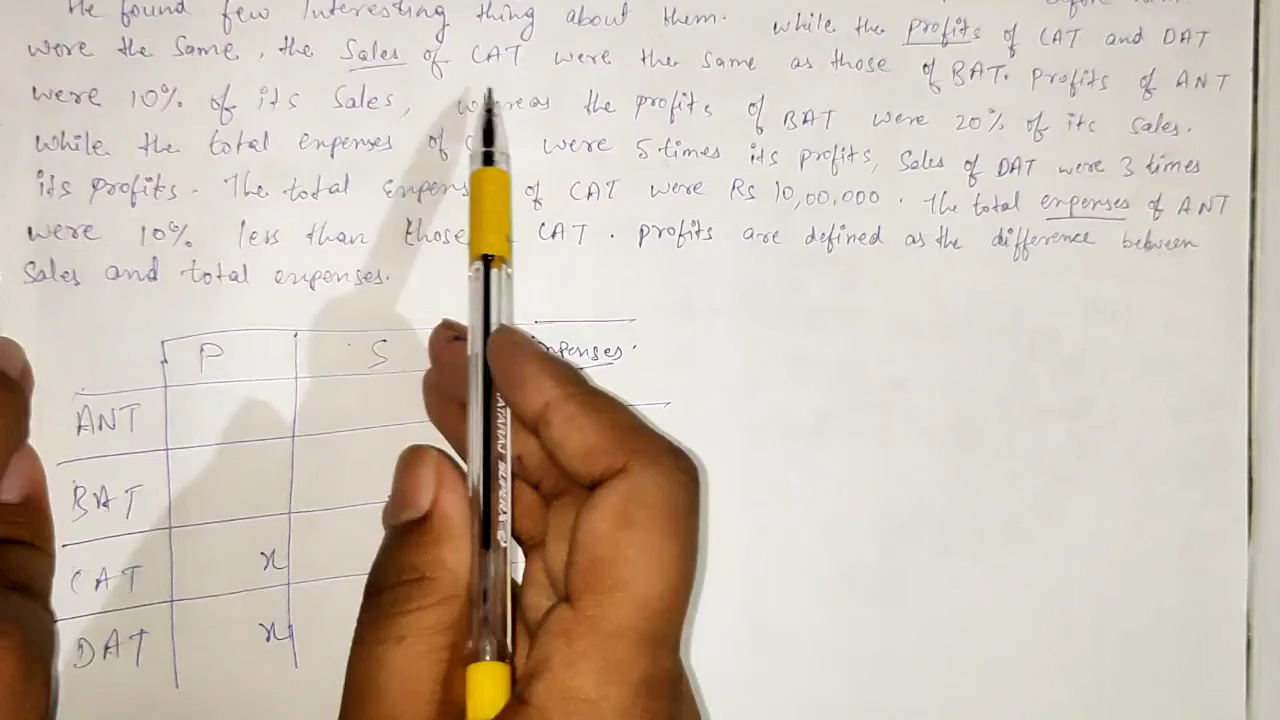 He found few Interesting thing about them. while the profits of CAT and DAT
were the same, the Sales of CAT were the same as those of BAT. Profits of ANT
were 10% of its Sales, whereas the profits of BAT were 20% of its sales.
while the total expenses of were 5 times its profits, Sales of DAT were 3 times
its profits. The total of CAT were Rs 10,00,000. The total expenses of ANT
were 10% less than those CAT. profits are defined as the difference between
Sales and total expenses.
P S
ANT
BAT
CAT x
DAT x
NATARAJ SUPERX